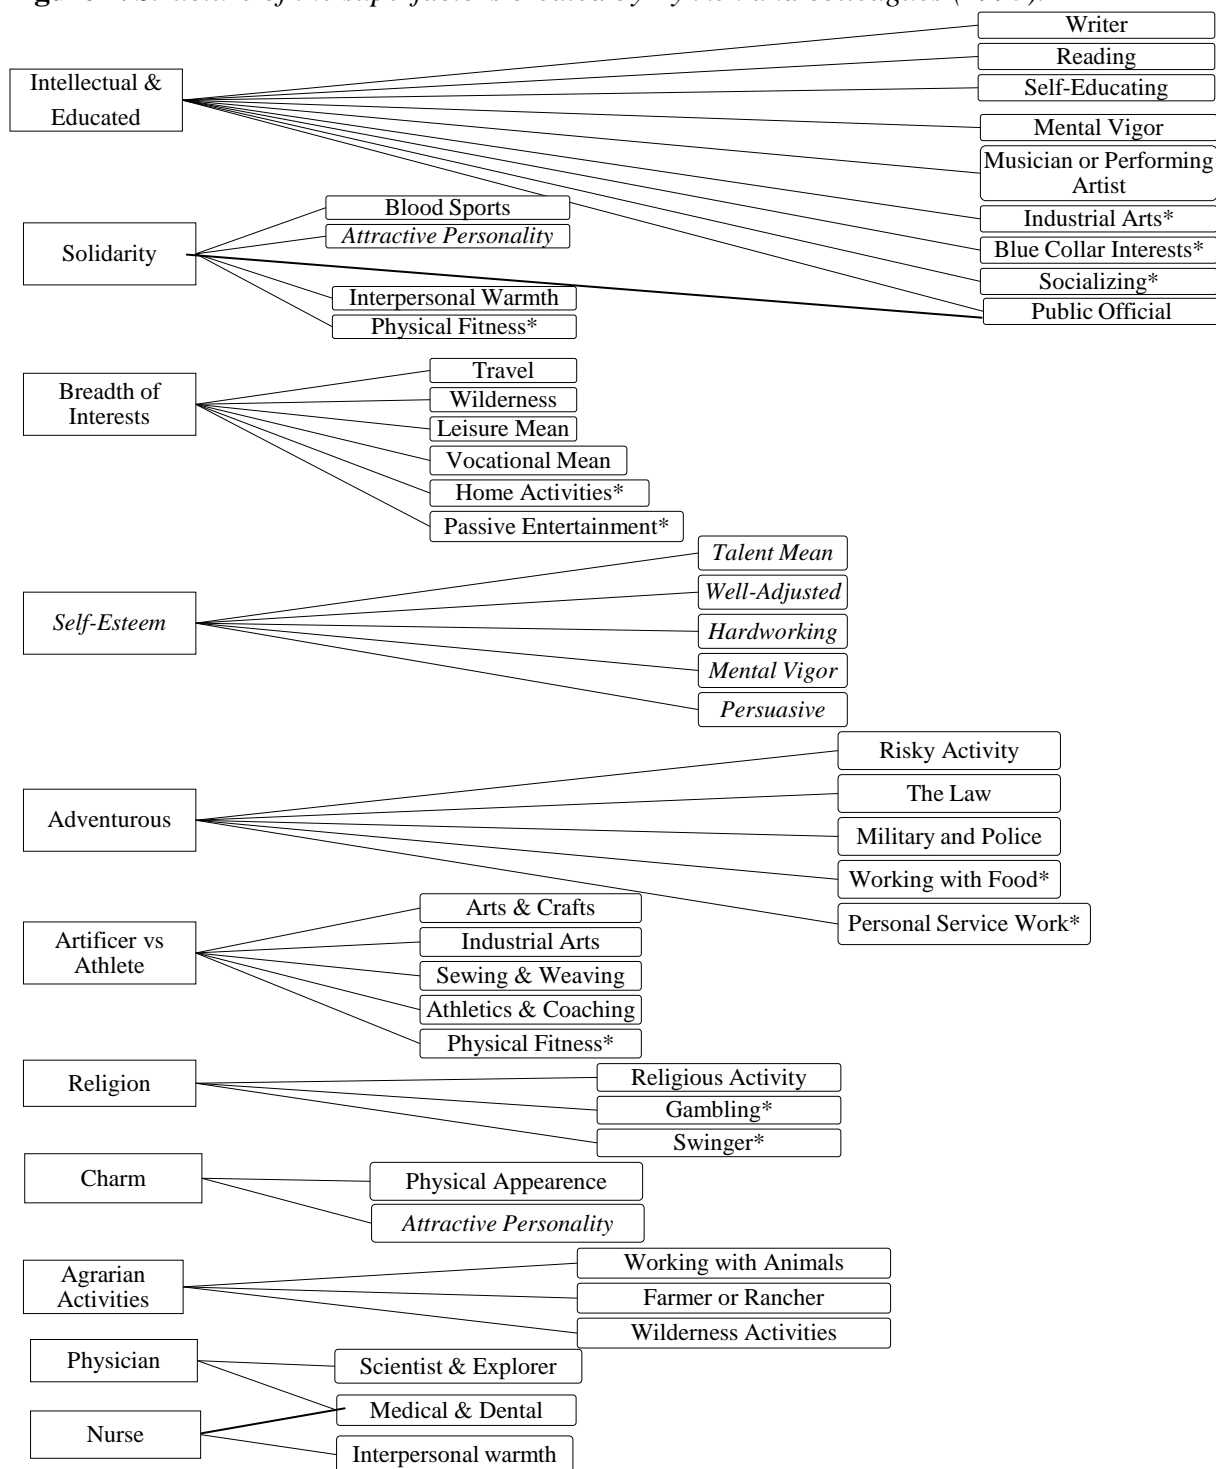 Writer
Reading
Intellectual &
Educated
Self-Educating
Mental Vigor
Musician or Performing
Artist
Industrial Arts*
Blue Collar Interests*
Socializing*
Public Official
Solidarity
Blood Sports
Attractive Personality
Interpersonal Warmth
Physical Fitness*
Breadth of
Interests
Travel
Wilderness
Leisure Mean
Vocational Mean
Home Activities*
Passive Entertainment*
Self-Esteem
Talent Mean
Well-Adjusted
Hardworking
Mental Vigor
Persuasive
Adventurous
Risky Activity
The Law
Military and Police
Working with Food*
Personal Service Work*
Artificer vs
Athlete
Arts & Crafts
Industrial Arts
Sewing & Weaving
Athletics & Coaching
Physical Fitness*
Religion
Religious Activity
Gambling*
Swinger*
Charm
Physical Appearence
Attractive Personality
Agrarian
Activities
Working with Animals
Farmer or Rancher
Wilderness Activities
Physician
Scientist & Explorer
Medical & Dental
Nurse
Interpersonal warmth